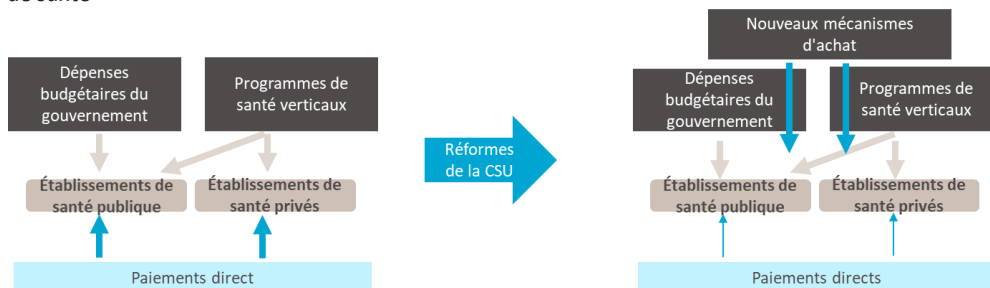 de santé
Dépenses
budgétaires du
gouvernement
Programmes de
santé verticaux
Établissements de
santé publique
Établissements de
santé privés
Paiements direct
Réformes
de la CSU
Nouveaux mécanismes
d'achat
Dépenses
budgétaires du
gouvernement
Programmes de
santé verticaux
Établissements de
santé publique
Établissements de
santé privés
Paiements directs